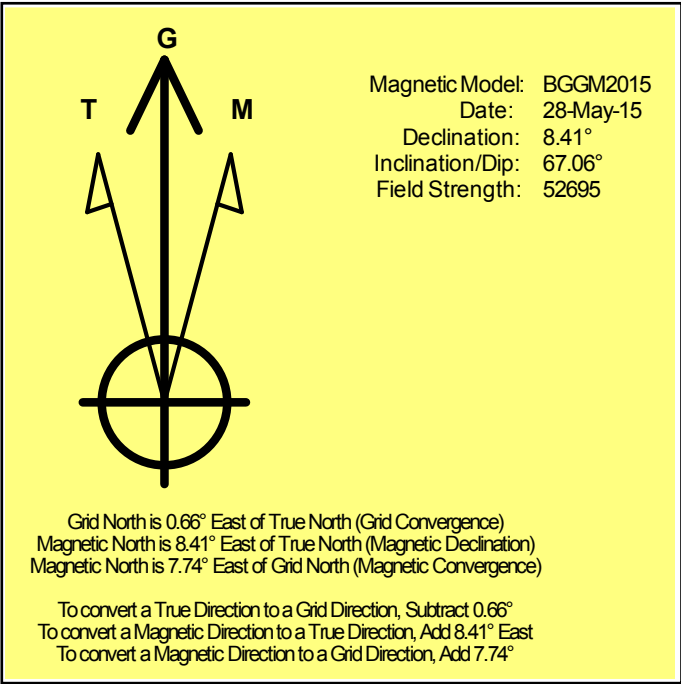 G
T
M
Magnetic Model: BGGM2015
Date: 28-May-15
Declination: 8.41°
Inclination/Dip: 67.06°
Field Strength: 52695
Grid North is 0.66° East of True North (Grid Convergence)
Magnetic North is 8.41° East of True North (Magnetic Declination)
Magnetic North is 7.74° East of Grid North (Magnetic Convergence)
To convert a True Direction to a Grid Direction, Subtract 0.66°
To convert a Magnetic Direction to a True Direction, Add 8.41° East
To convert a Magnetic Direction to a Grid Direction, Add 7.74°